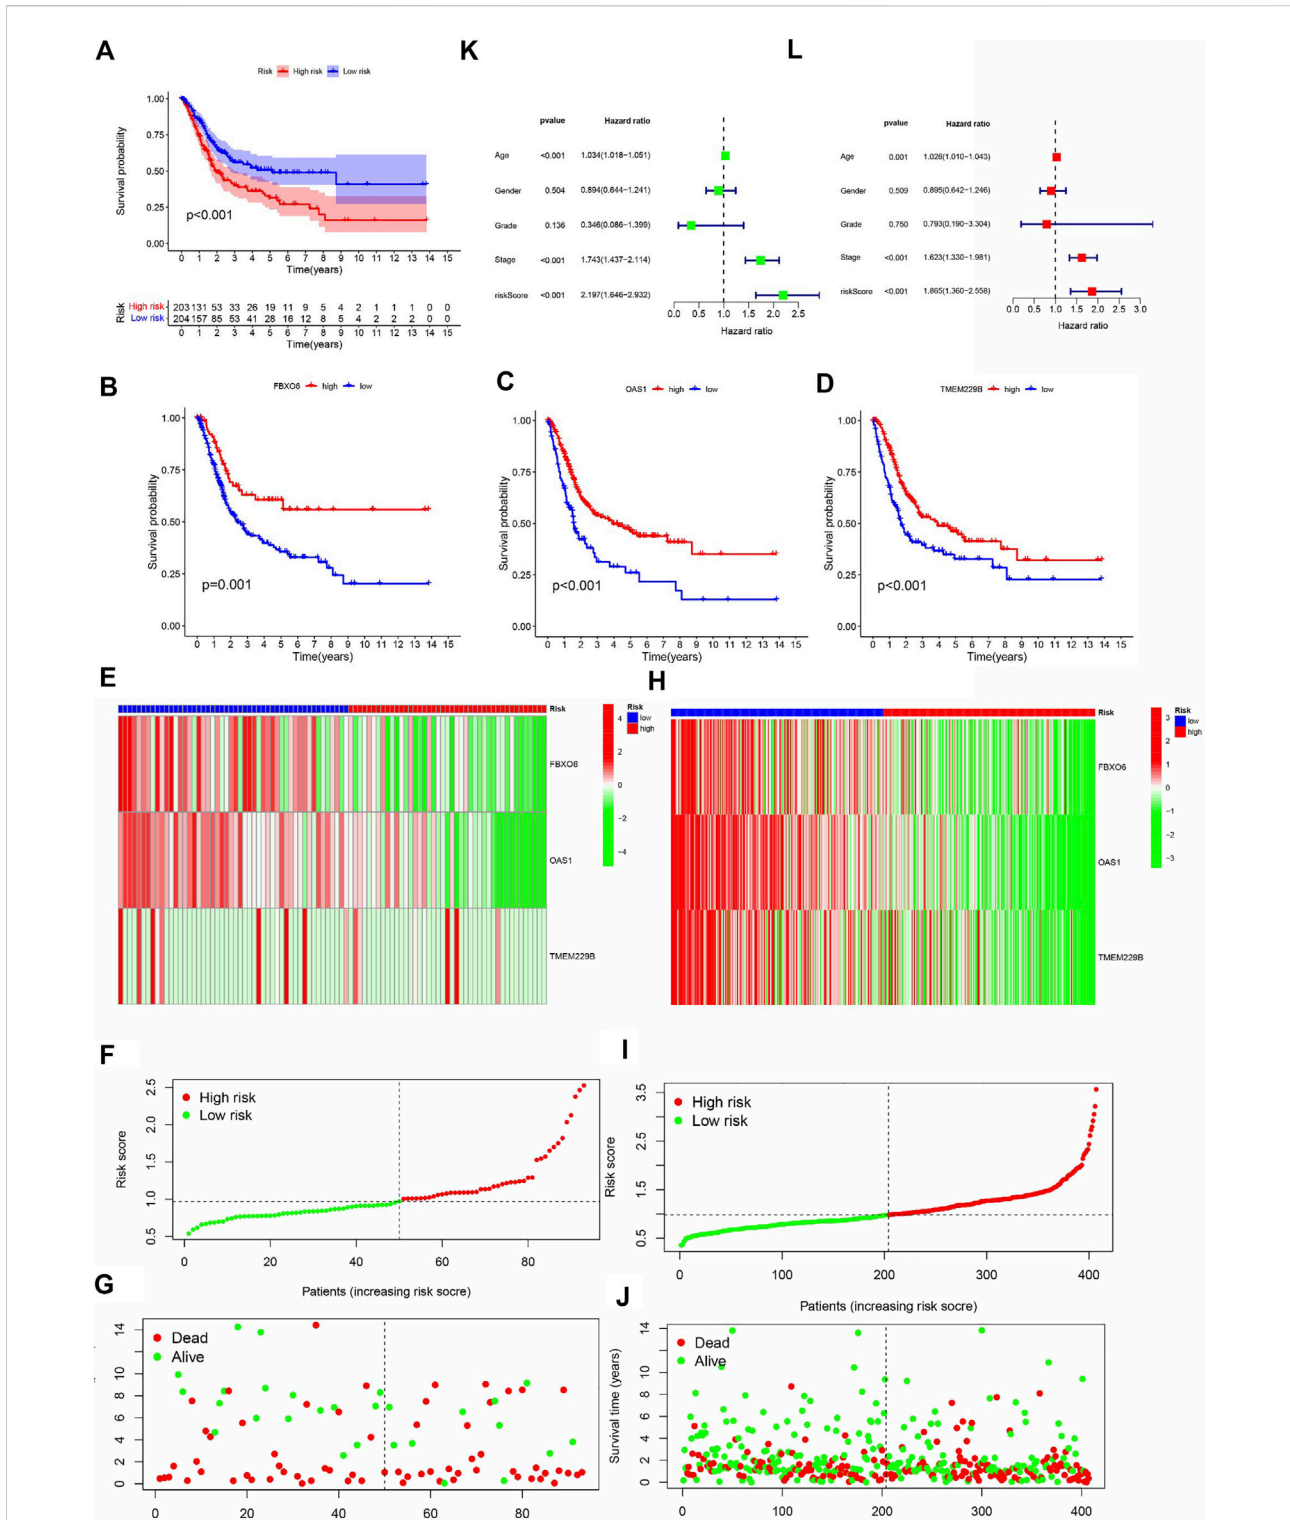 A
Risk High risk Low risk
Survival probability
1.00
0.75
0.50
0.25
0.00
p<0.001
0 1 2 3 4 5 6 7 8 9 10 11 12 13 14 15
Time(years)
Risk
High risk 203 131 53 33 26 19 11 9 5 4 2 1 1 1 0 0
Low risk 204 157 85 53 41 28 16 12 8 5 4 2 2 2 0 0
0 1 2 3 4 5 6 7 8 9 10 11 12 13 14 15
Time(years)
K
pvalue Hazard ratio
Age <0.001 1.034(1.018−1.051)
Gender 0.504 0.894(0.644−1.241)
Grade 0.136 0.346(0.086−1.399)
Stage <0.001 1.743(1.437−2.114)
riskScore <0.001 2.197(1.646−2.932)
0.0 0.5 1.0 1.5 2.0 2.5
Hazard ratio
L
pvalue Hazard ratio
Age 0.001 1.026(1.010−1.043)
Gender 0.509 0.895(0.642−1.246)
Grade 0.750 0.793(0.190−3.304)
Stage <0.001 1.623(1.330−1.981)
riskScore <0.001 1.865(1.360−2.558)
0.0 0.5 1.0 1.5 2.0 2.5 3.0
Hazard ratio
B
FBXO6 high low
Survival probability
1.00
0.75
0.50
0.25
0.00
p=0.001
0 1 2 3 4 5 6 7 8 9 10 11 12 13 14 15
Time(years)
C
OAS1 high low
Survival probability
1.00
0.75
0.50
0.25
0.00
p<0.001
0 1 2 3 4 5 6 7 8 9 10 11 12 13 14 15
Time(years)
D
TMEM229B high low
Survival probability
1.00
0.75
0.50
0.25
0.00
p<0.001
0 1 2 3 4 5 6 7 8 9 10 11 12 13 14 15
Time(years)
E
Risk
FBXO6
OAS1
TMEM229B
4
2
0
−2
−4
Risk
low
high
H
Risk
FBXO6
OAS1
TMEM229B
3
2
1
0
−1
−2
−3
Risk
low
high
F
High risk
Low risk
Risk score
2.5
2.0
1.5
1.0
0.5
0 20 40 60 80
Patients (increasing risk socre)
I
High risk
Low risk
Risk score
3.5
2.5
1.5
0.5
0 100 200 300 400
Patients (increasing risk socre)
G
Dead
Alive
14
10
8
6
4
2
0
0 20 40 60 80
J
Dead
Alive
Survival time (years)
14
10
8
6
4
2
0
0 100 200 300 400